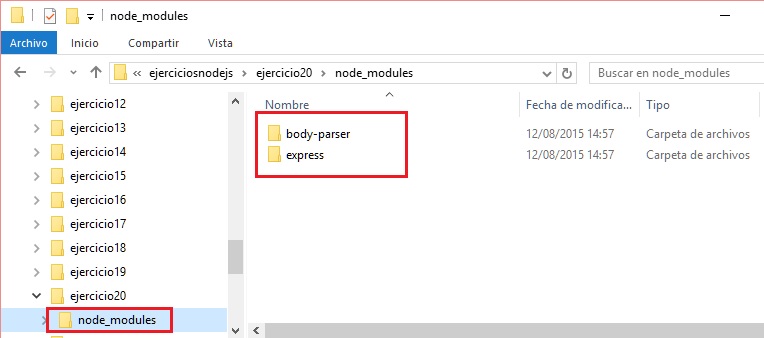 node_modules
Archivo Inicio Compartir Vista
« ejerciciosnodejs › ejercicio20 › node_modules Buscar en node_modules
Nombre Fecha de modifica... Tipo
body-parser 12/08/2015 14:57 Carpeta de archivos
express 12/08/2015 14:57 Carpeta de archivos
ejercicio12
ejercicio13
ejercicio14
ejercicio15
ejercicio16
ejercicio17
ejercicio18
ejercicio19
ejercicio20
node_modules